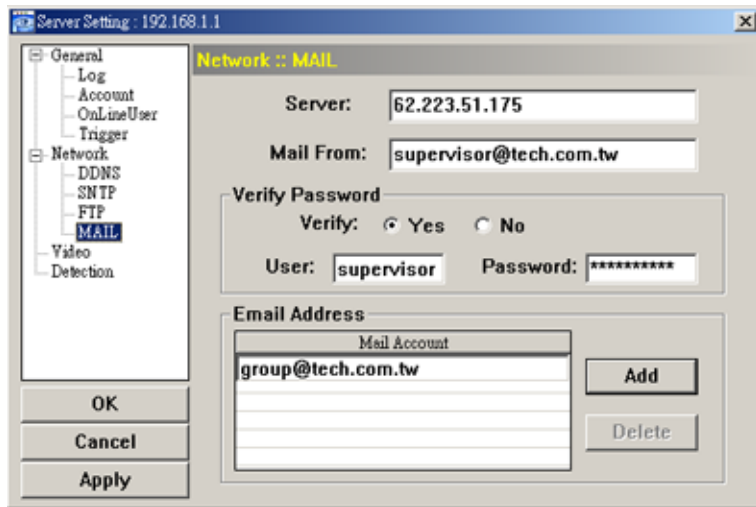 Server Setting : 192.168.1.1
General
Log
Account
OnLineUser
Trigger
Network
DDNS
SNTP
FTP
MAIL
Video
Detection
OK
Cancel
Apply
Network :: MAIL
Server: 62.223.51.175
Mail From: supervisor@tech.com.tw
Verify Password
Verify: Yes No
User: supervisor Password: **********
Email Address
Mail Account
group@tech.com.tw
Add
Delete